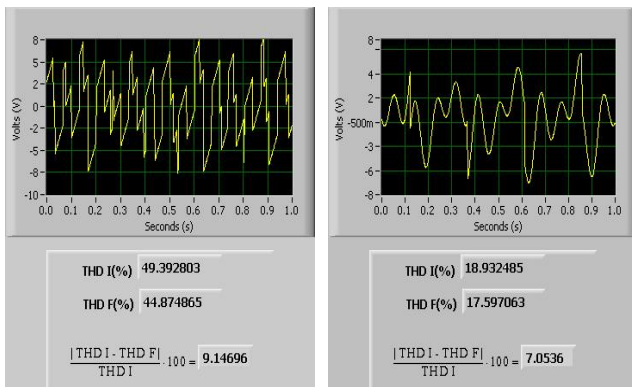 8-
5-
2-
0-
-2-
-5-
-8-
-10-
Volts (V)
0.0 0.1 0.2 0.3 0.4 0.5 0.6 0.7 0.8 0.9 1.0
Seconds (s)
THD I(%) 49.392803
THD F(%) 44.874865
| THD I - THD F| / THD I · 100 = 9.14696
8-
4-
2-
-500m-
-3-
-6-
-8-
Volts (V)
0.0 0.1 0.2 0.3 0.4 0.5 0.6 0.7 0.8 0.9 1.0
Seconds (s)
THD I(%) 18.932485
THD F(%) 17.597063
| THD I - THD F| / THD I · 100 = 7.0536